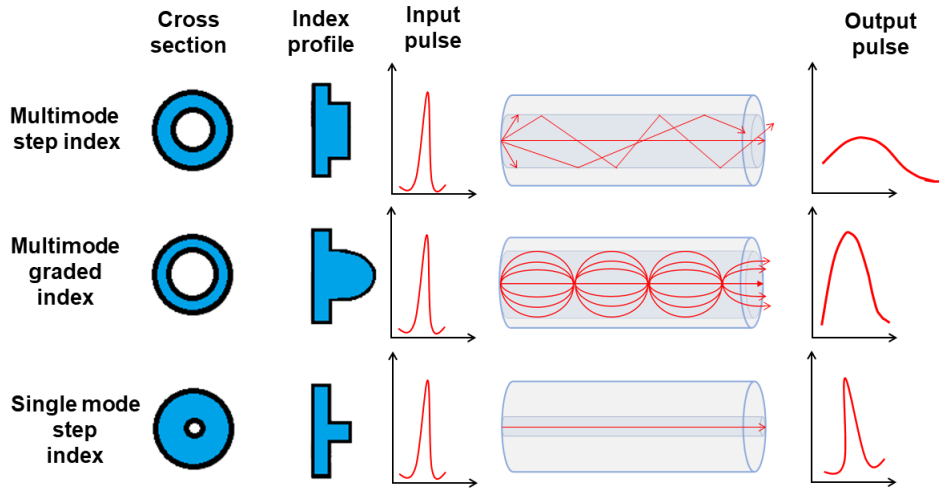 Cross
section
Index
profile
Input
pulse
Output
pulse
Multimode
step index
Multimode
graded
index
Single mode
step
index